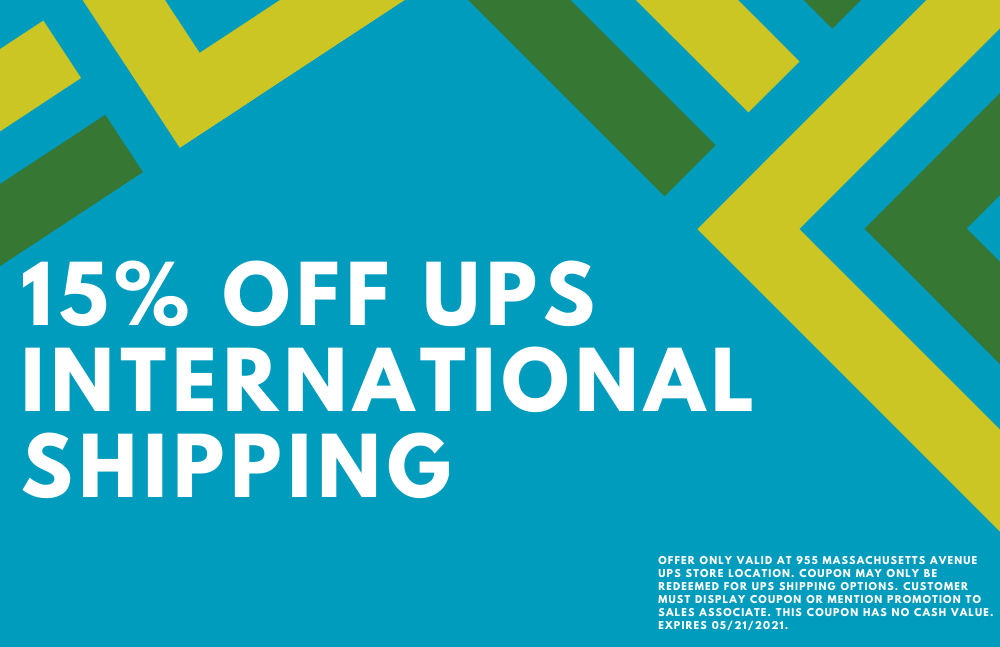 15% OFF UPS
INTERNATIONAL
SHIPPING
OFFER ONLY VALID AT 955 MASSACHUSETTS AVENUE
UPS STORE LOCATION. COUPON MAY ONLY BE
REDEEMED FOR UPS SHIPPING OPTIONS. CUSTOMER
MUST DISPLAY COUPON OR MENTION PROMOTION TO
SALES ASSOCIATE. THIS COUPON HAS NO CASH VALUE.
EXPIRES 05/21/2021.